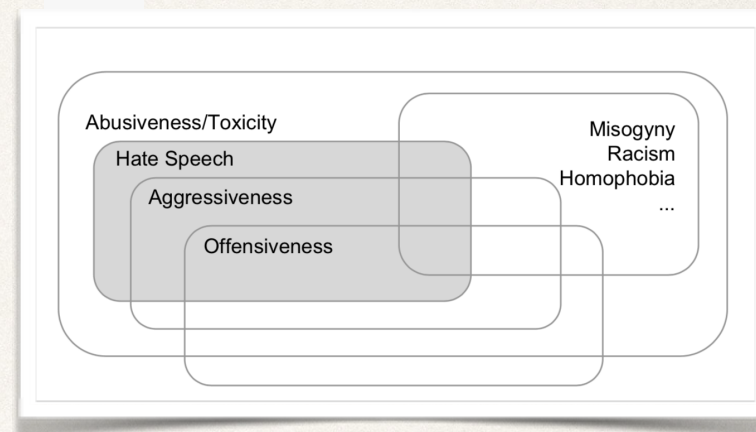 Abusiveness/Toxicity
Hate Speech
Aggressiveness
Offensiveness
Misogyny
Racism
Homophobia
...